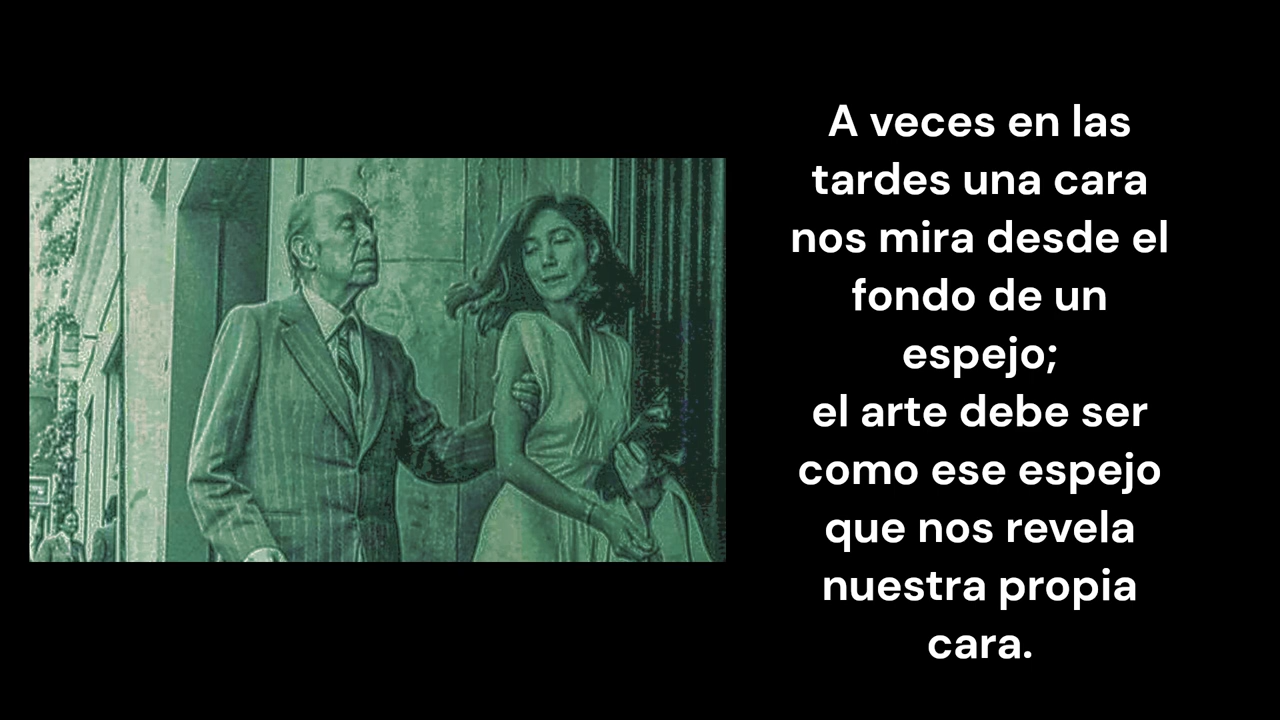 A veces en las
tardes una cara
nos mira desde el
fondo de un
espejo;
el arte debe ser
como ese espejo
que nos revela
nuestra propia
cara.